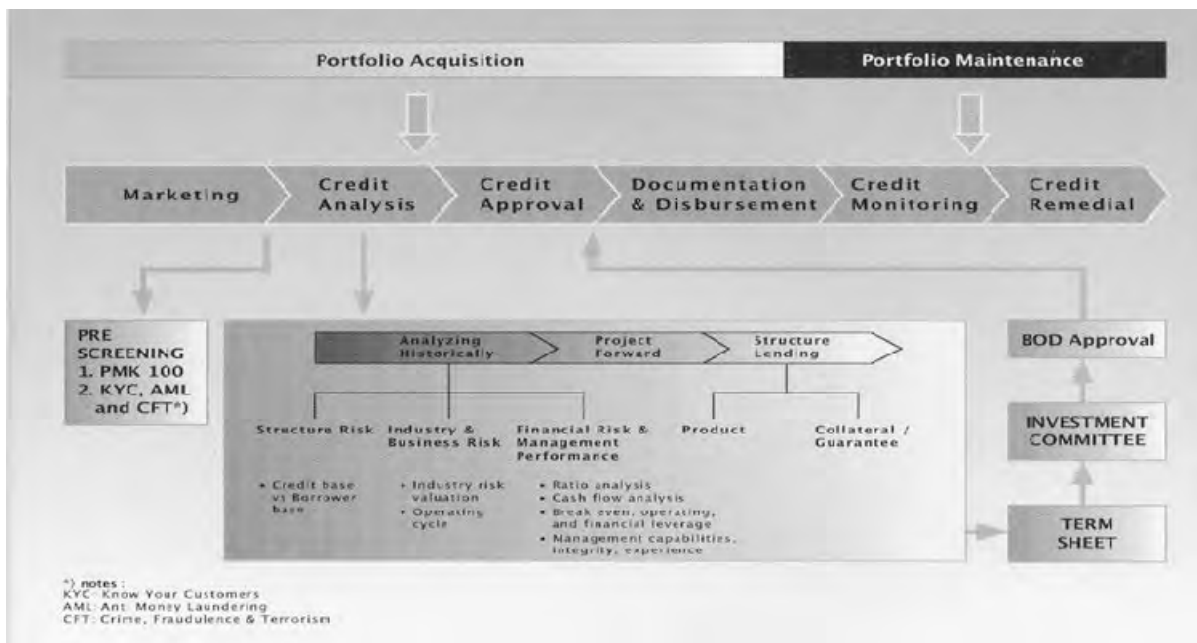 Portfolio Acquisition
Portfolio Maintenance
Marketing
Credit
Analysis
Credit
Approval
Documentation
& Disbursement
Credit
Monitoring
Credit
Remedial
PRE
SCREENING
1. PMK 100
2. KYC, AML
and CFT*)
Analyzing
Historically
Project
Forward
Structure
Lending
Structure Risk
Industry &
Business Risk
Financial Risk &
Management
Performance
Product
Collateral /
Guarantee
• Credit base
vs Borrower
base
• Industry risk
valuation
• Operating
cycle
• Ratio analysis
• Cash flow analysis
• Break even, operating,
and financial leverage
• Management capabilities,
integrity, experience
BOD Approval
INVESTMENT
COMMITTEE
TERM
SHEET
*) notes :
KYC: Know Your Customers
AML: Ant. Money Laundering
CFT: Crime, Fraudulence & Terrorism